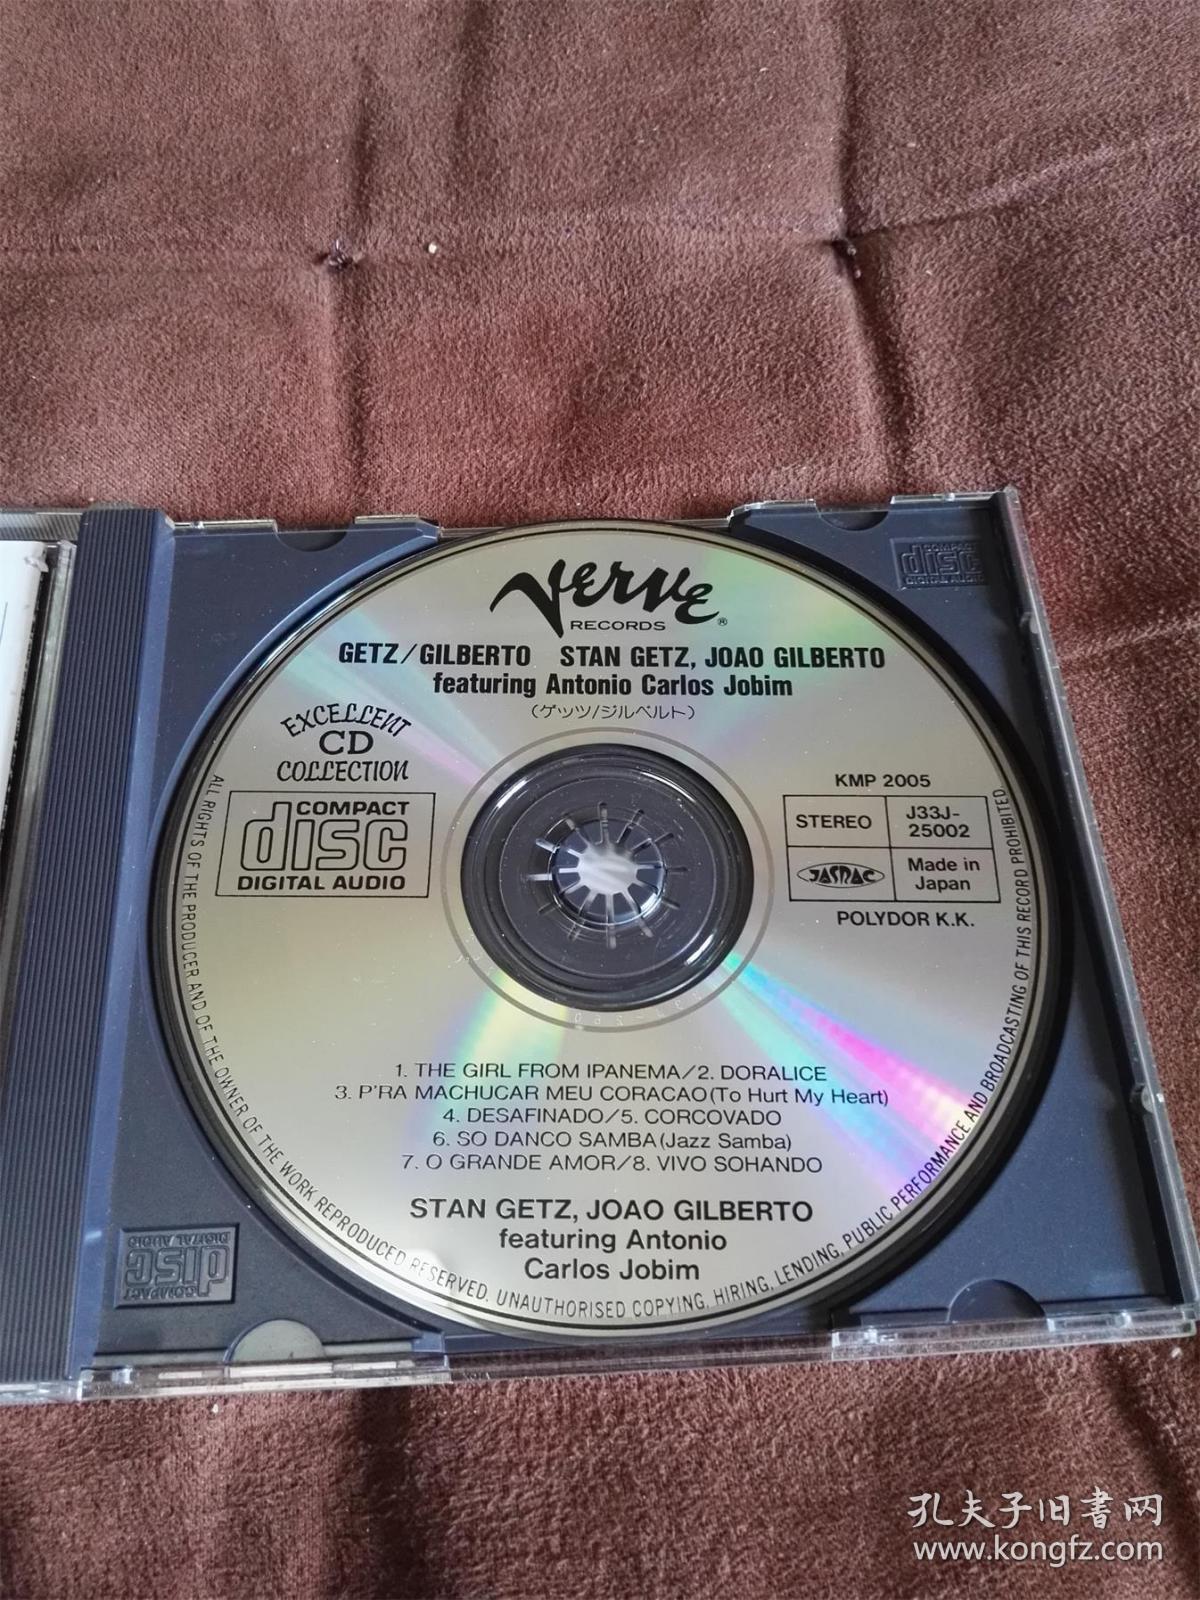 Verve
RECORDS ®
GETZ/GILBERTO STAN GETZ, JOAO GILBERTO
featuring Antonio Carlos Jobim
(ゲッツ/ジルベルト)
EXCELLENT
CD
COLLECTION
COMPACT
disc
DIGITAL AUDIO
KMP 2005
STEREO
J33J-
25002
JASRAC
Made in
Japan
POLYDOR K.K.
1. THE GIRL FROM IPANEMA/2. DORALICE
3. P'RA MACHUCAR MEU CORACAO(To Hurt My Heart)
4. DESAFINADO/5. CORCOVADO
6. SO DANCO SAMBA(Jazz Samba)
7. O GRANDE AMOR/8. VIVO SOHANDO
STAN GETZ, JOAO GILBERTO
featuring Antonio
Carlos Jobim
ALL RIGHTS OF THE PRODUCER AND OF THE OWNER OF THE WORK REPRODUCED RESERVED. UNAUTHORISED COPYING, HIRING, LENDING, PUBLIC PERFORMANCE AND BROADCASTING OF THIS RECORD PROHIBITED.
COMPACT
disc
DIGITAL AUDIO
COMPACT
disc
DIGITAL AUDIO
孔夫子旧书网
www.kongfz.com